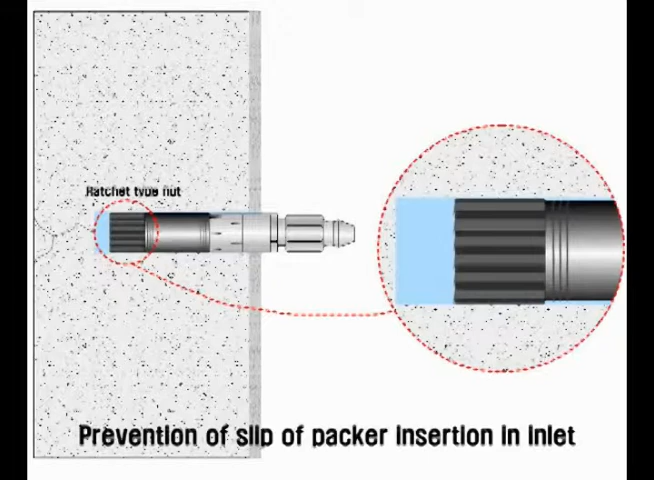 Ratchet type nut
Prevention of slip of packer insertion in inlet